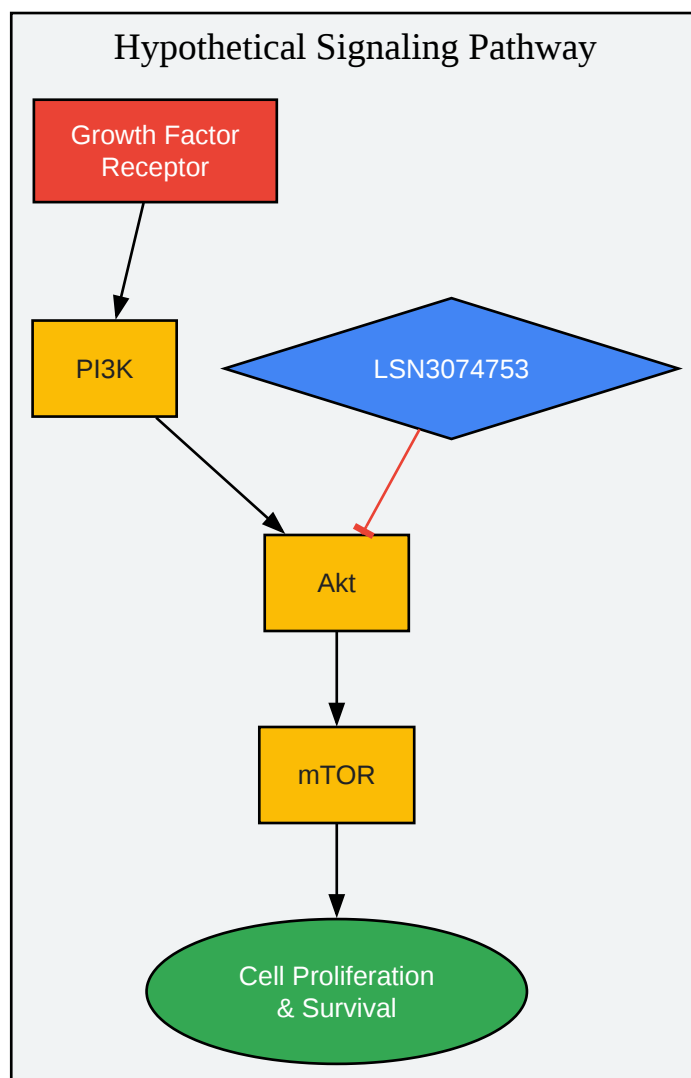 Hypothetical Signaling Pathway
Growth Factor
Receptor
PI3K
LSN3074753
Akt
mTOR
Cell Proliferation
& Survival